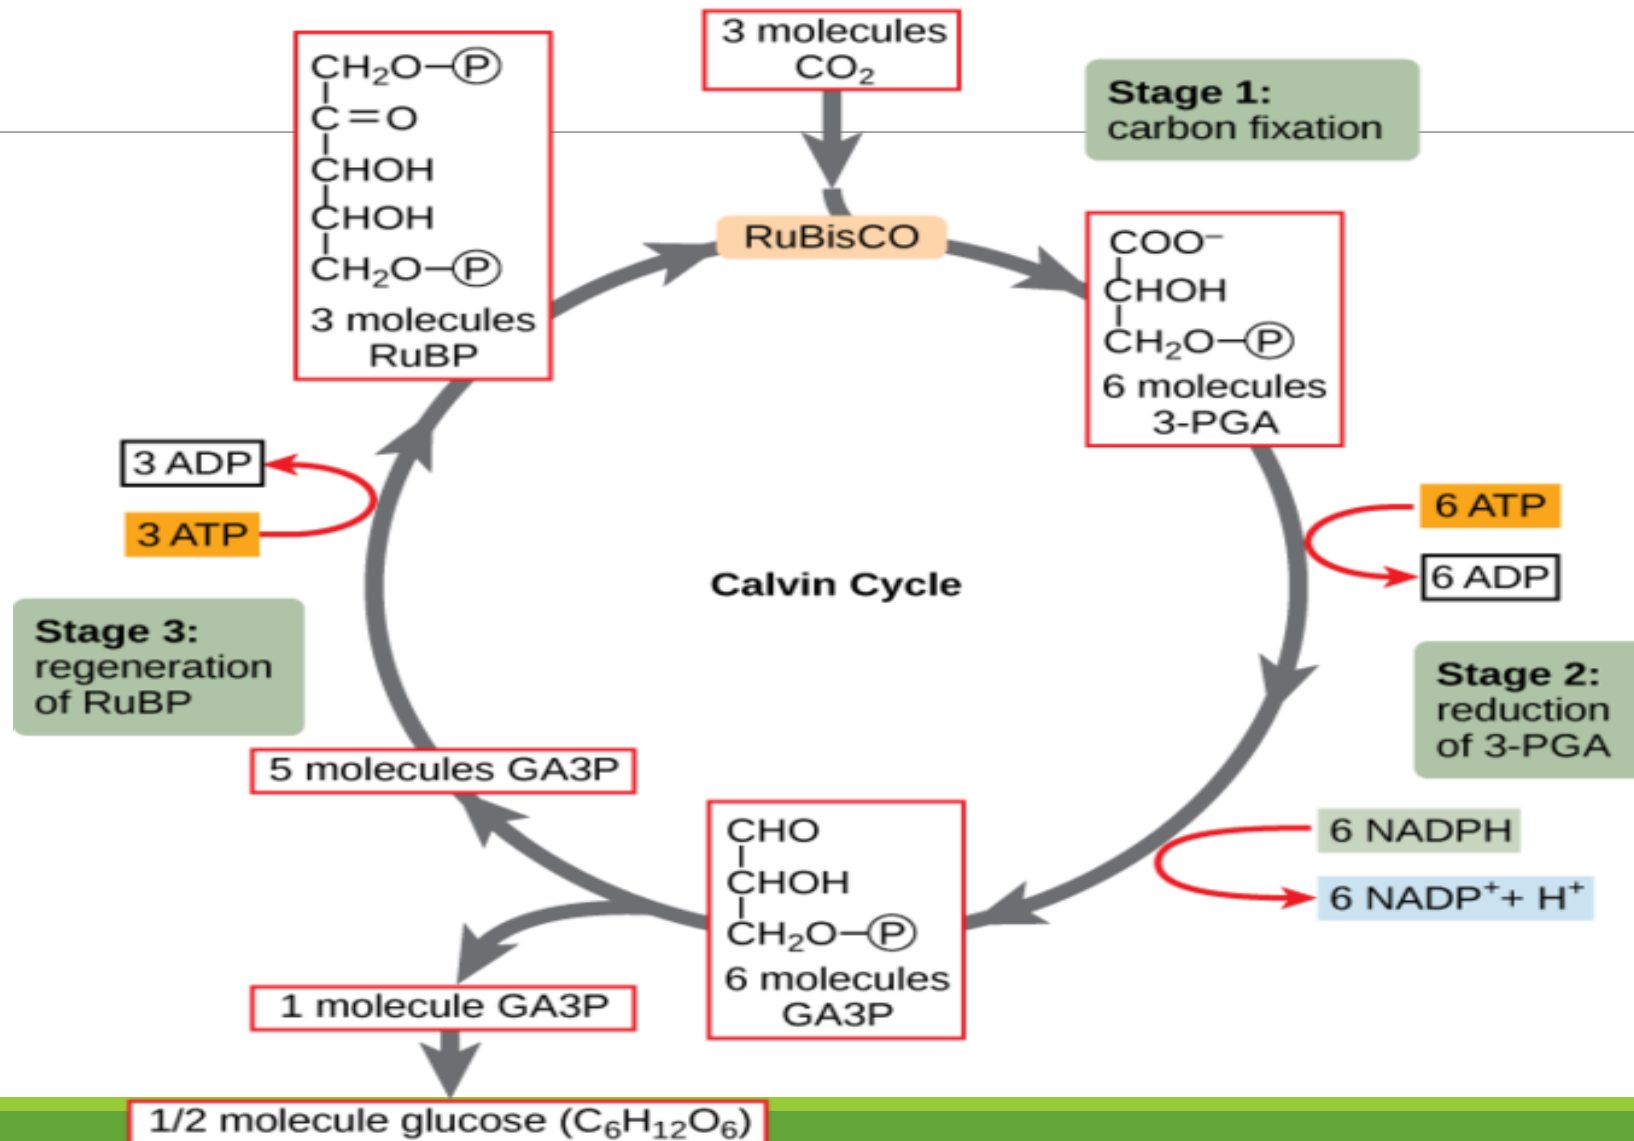 3 molecules
CO₂
Stage 1:
carbon fixation
CH₂O–Ⓟ
C=O
CHOH
CHOH
CH₂O–Ⓟ
3 molecules
RuBP
RuBisCO
COO⁻
CHOH
CH₂O–Ⓟ
6 molecules
3-PGA
6 ATP
6 ADP
Stage 2:
reduction
of 3-PGA
6 NADPH
6 NADP⁺+ H⁺
CHO
CHOH
CH₂O–Ⓟ
6 molecules
GA3P
Calvin Cycle
3 ADP
3 ATP
Stage 3:
regeneration
of RuBP
5 molecules GA3P
1 molecule GA3P
1/2 molecule glucose (C₆H₁₂O₆)